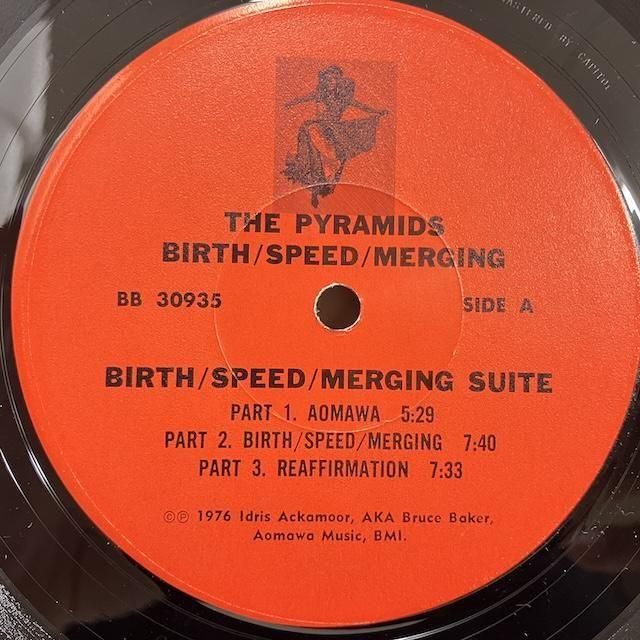 MASTERED BY CAPITOL
THE PYRAMIDS
BIRTH/SPEED/MERGING
BB 30935
SIDE A
BIRTH/SPEED/MERGING SUITE
PART 1. AOMAWA 5:29
PART 2. BIRTH/SPEED/MERGING 7:40
PART 3. REAFFIRMATION 7:33
©℗ 1976 Idris Ackamoor, AKA Bruce Baker,
Aomawa Music, BMI.